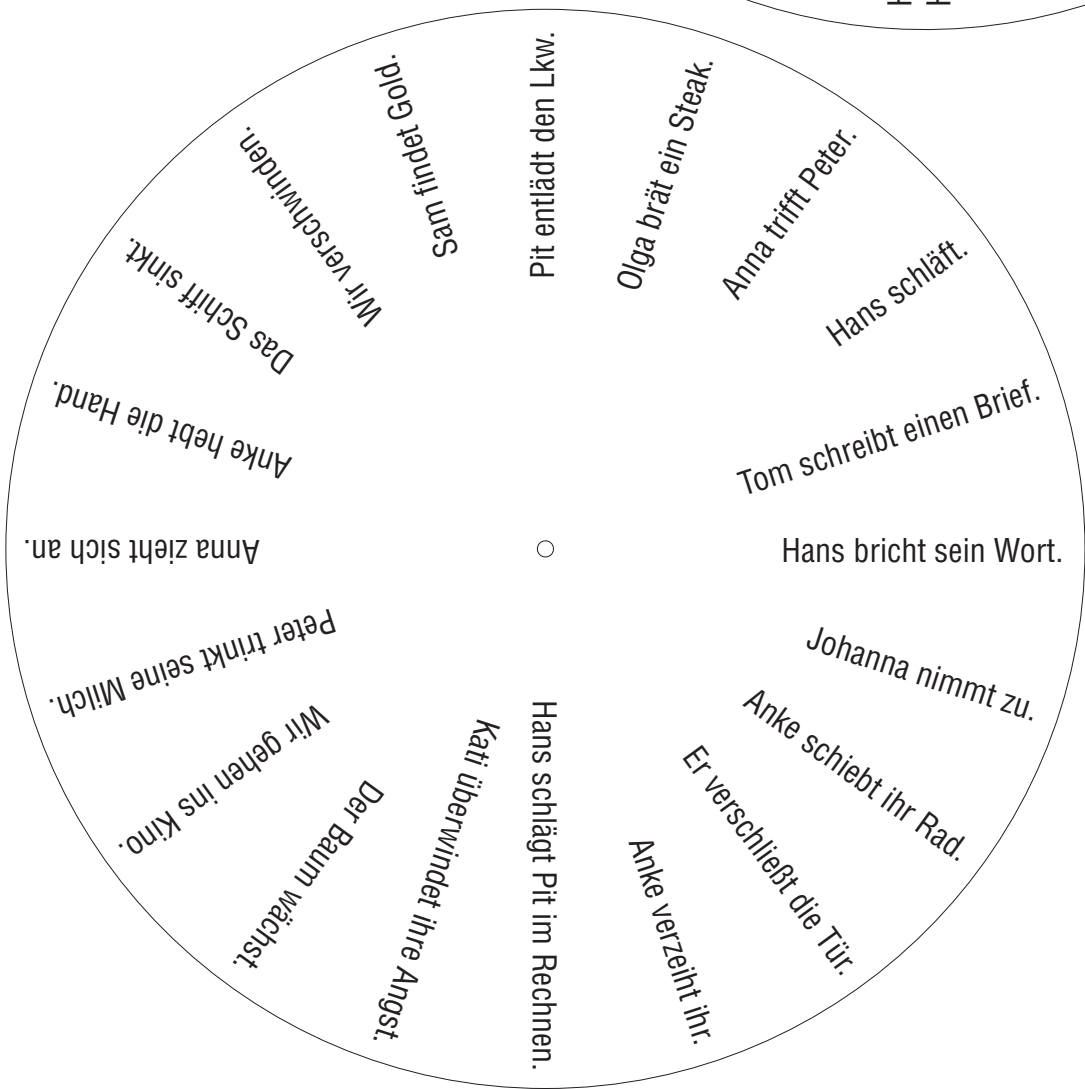 Pit entlädt den Lkw.
Olga brät ein Steak.
Anna trifft Peter.
Hans schläft.
Tom schreibt einen Brief.
Hans bricht sein Wort.
Johanna nimmt zu.
Anke schiebt ihr Rad.
Er verschließt die Tür.
Anke verzeiht ihr.
Hans schlägt Pit im Rechnen.
Kati überwindet ihre Angst.
Der Baum wächst.
Wir gehen ins Kino.
Peter trinkt seine Milch.
Anna zieht sich an.
Anke hebt die Hand.
Das Schiff sinkt.
Wir verschwinden.
Sam findet Gold.